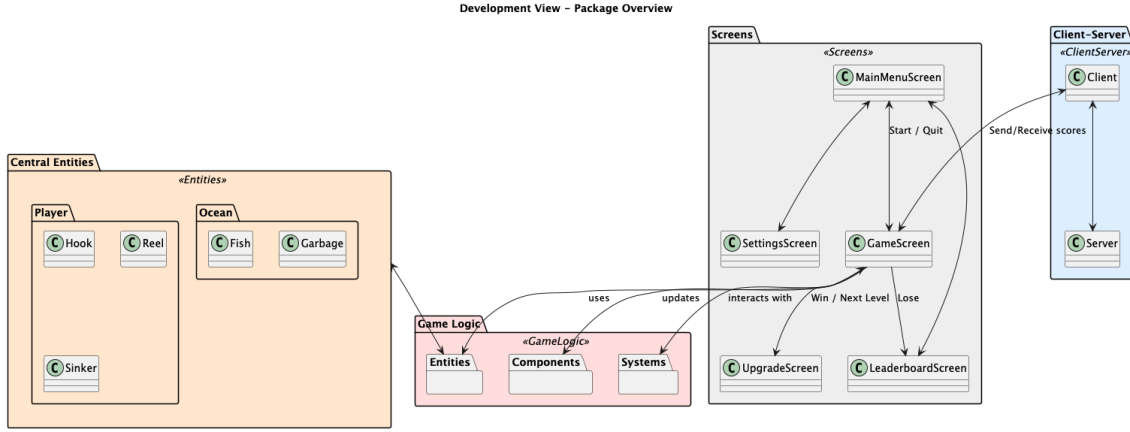 Development View – Package Overview
Screens
«Screens»
C MainMenuScreen
Start / Quit
C SettingsScreen
C GameScreen
Win / Next Level
Lose
C UpgradeScreen
C LeaderboardScreen
Client-Server
«ClientServer»
C Client
Send/Receive scores
C Server
Central Entities
«Entities»
Player
C Hook
C Reel
C Sinker
Ocean
C Fish
C Garbage
uses
updates
interacts with
Game Logic
«GameLogic»
Entities
Components
Systems